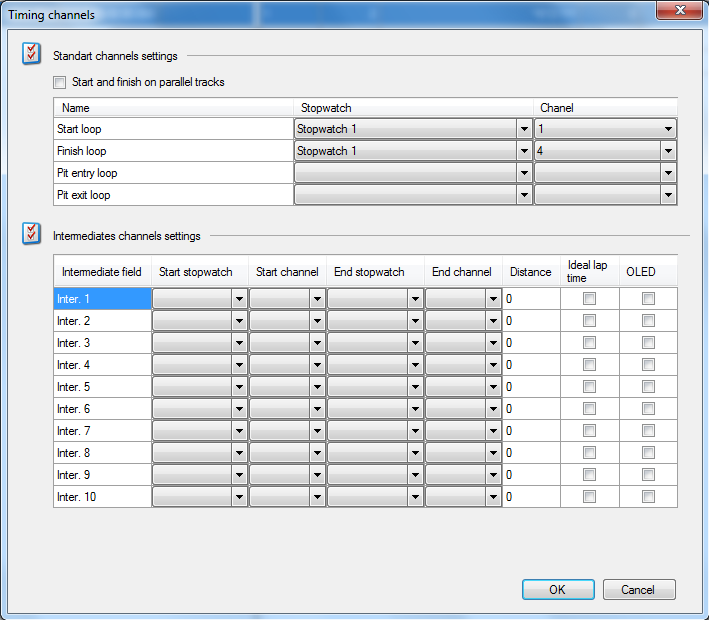 Timing channels
Standart channels settings
Start and finish on parallel tracks
Name Stopwatch Chanel
Start loop Stopwatch 1 1
Finish loop Stopwatch 1 4
Pit entry loop
Pit exit loop
Intermediates channels settings
Intermediate field Start stopwatch Start channel End stopwatch End channel Distance Ideal lap time OLED
Inter. 1 0
Inter. 2 0
Inter. 3 0
Inter. 4 0
Inter. 5 0
Inter. 6 0
Inter. 7 0
Inter. 8 0
Inter. 9 0
Inter. 10 0
OK Cancel